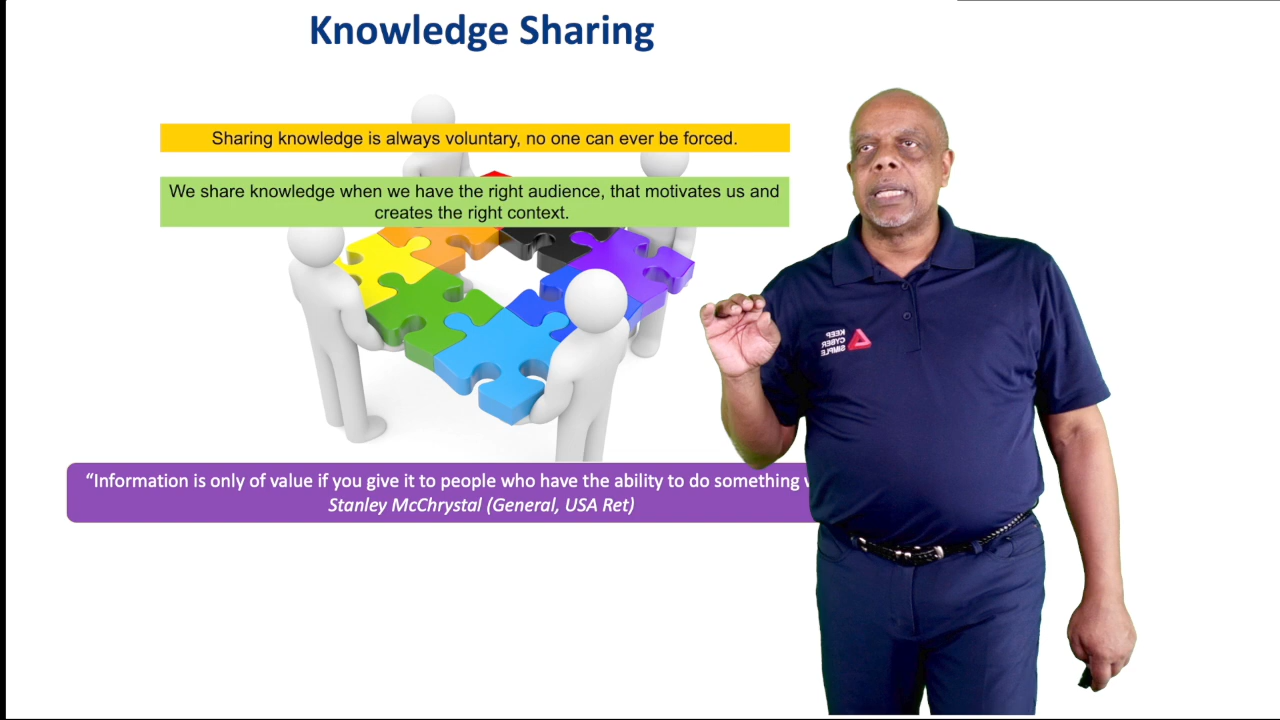 Knowledge Sharing
Sharing knowledge is always voluntary, no one can ever be forced.
We share knowledge when we have the right audience, that motivates us and
creates the right context.
“Information is only of value if you give it to people who have the ability to do something
Stanley McChrystal (General, USA Ret)
KEEP
CYBER
SIMPLE